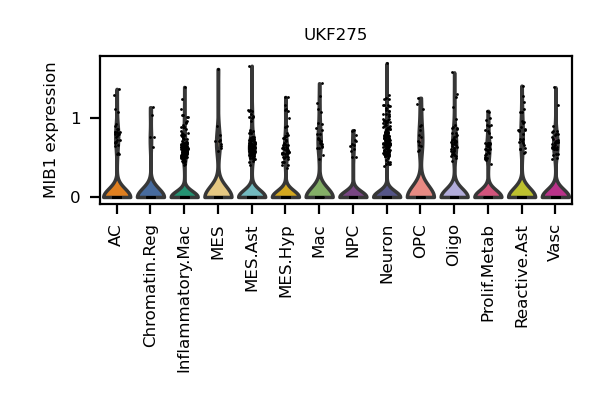 UKF275
MIB1 expression
1
0
AC
Chromatin.Reg
Inflammatory.Mac
MES
MES.Ast
MES.Hyp
Mac
NPC
Neuron
OPC
Oligo
Prolif.Metab
Reactive.Ast
Vasc